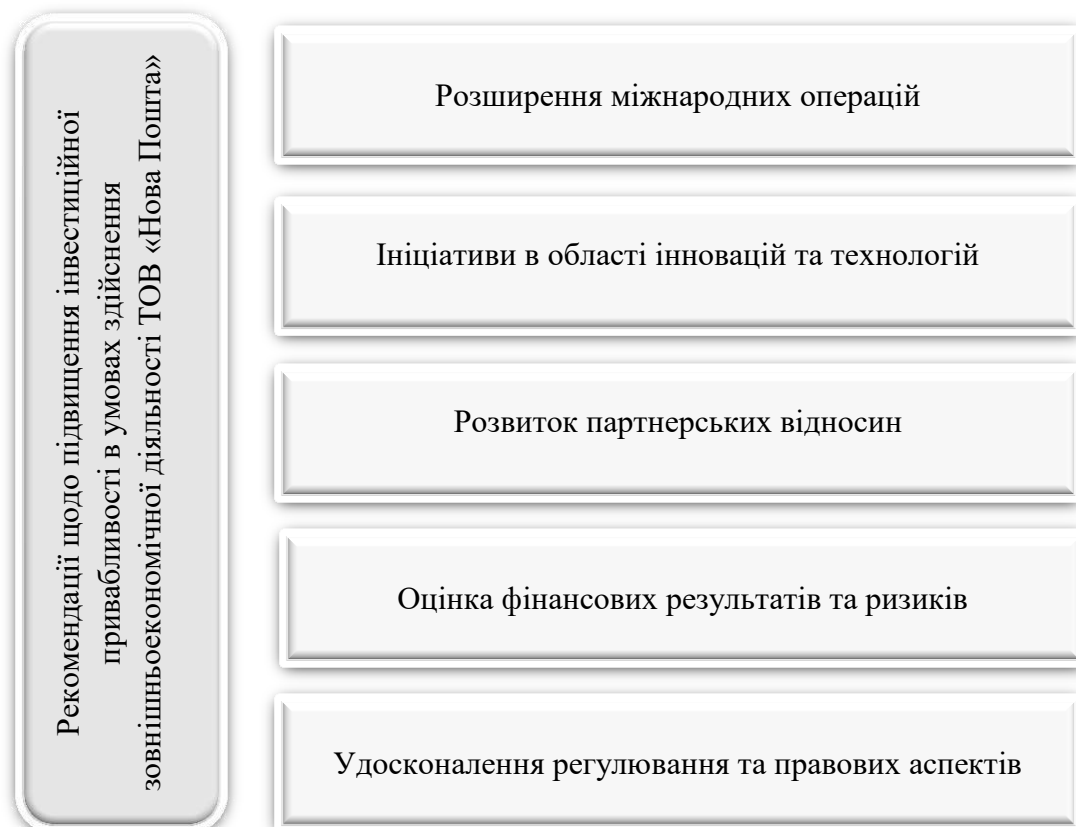 Рекомендації щодо підвищення інвестиційної
привабливості в умовах здійснення
зовнішньоекономічної діяльності ТОВ «Нова Пошта»
Розширення міжнародних операцій
Ініціативи в області інновацій та технологій
Розвиток партнерських відносин
Оцінка фінансових результатів та ризиків
Удосконалення регулювання та правових аспектів